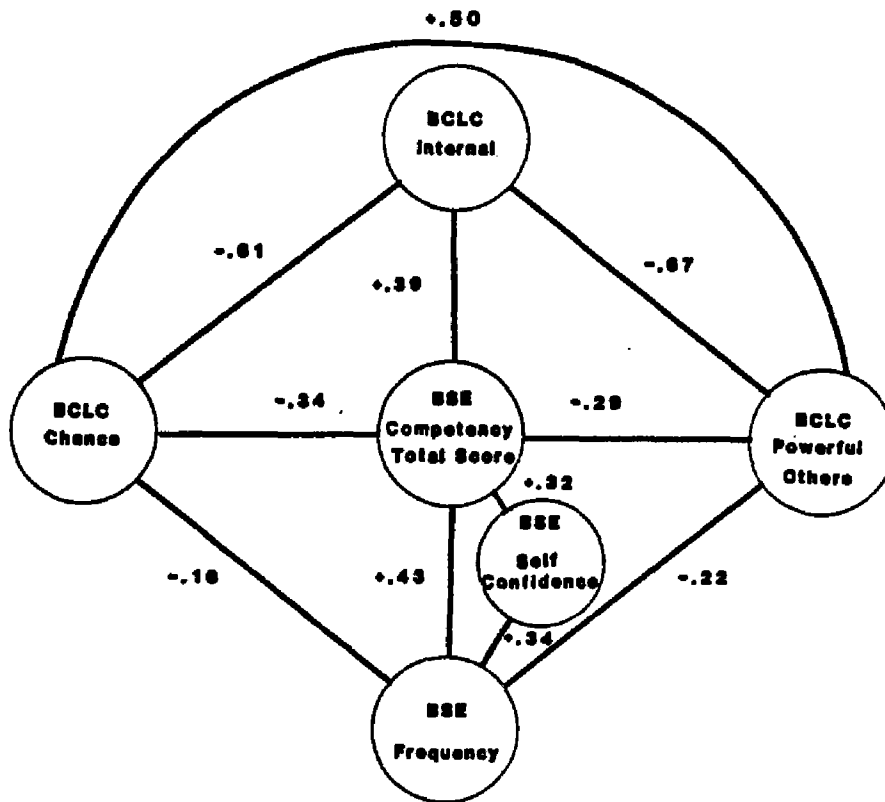 +.50
BCLC
Internal
-.61
-.67
+.39
BCLC
Chance
-.34
BSE
Competency
Total Score
-.29
BCLC
Powerful
Others
+.32
BSE
Self
Confidence
-.16
+.43
-.22
+.34
BSE
Frequency